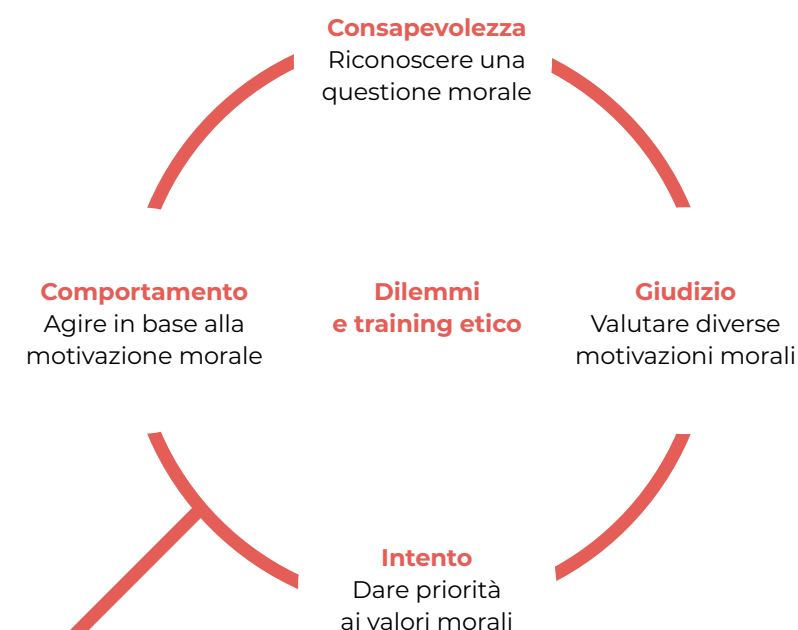 Consapevolezza
Riconoscere una
questione morale
Comportamento
Agire in base alla
motivazione morale
Dilemmi
e training etico
Giudizio
Valutare diverse
motivazioni morali
Intento
Dare priorità
ai valori morali